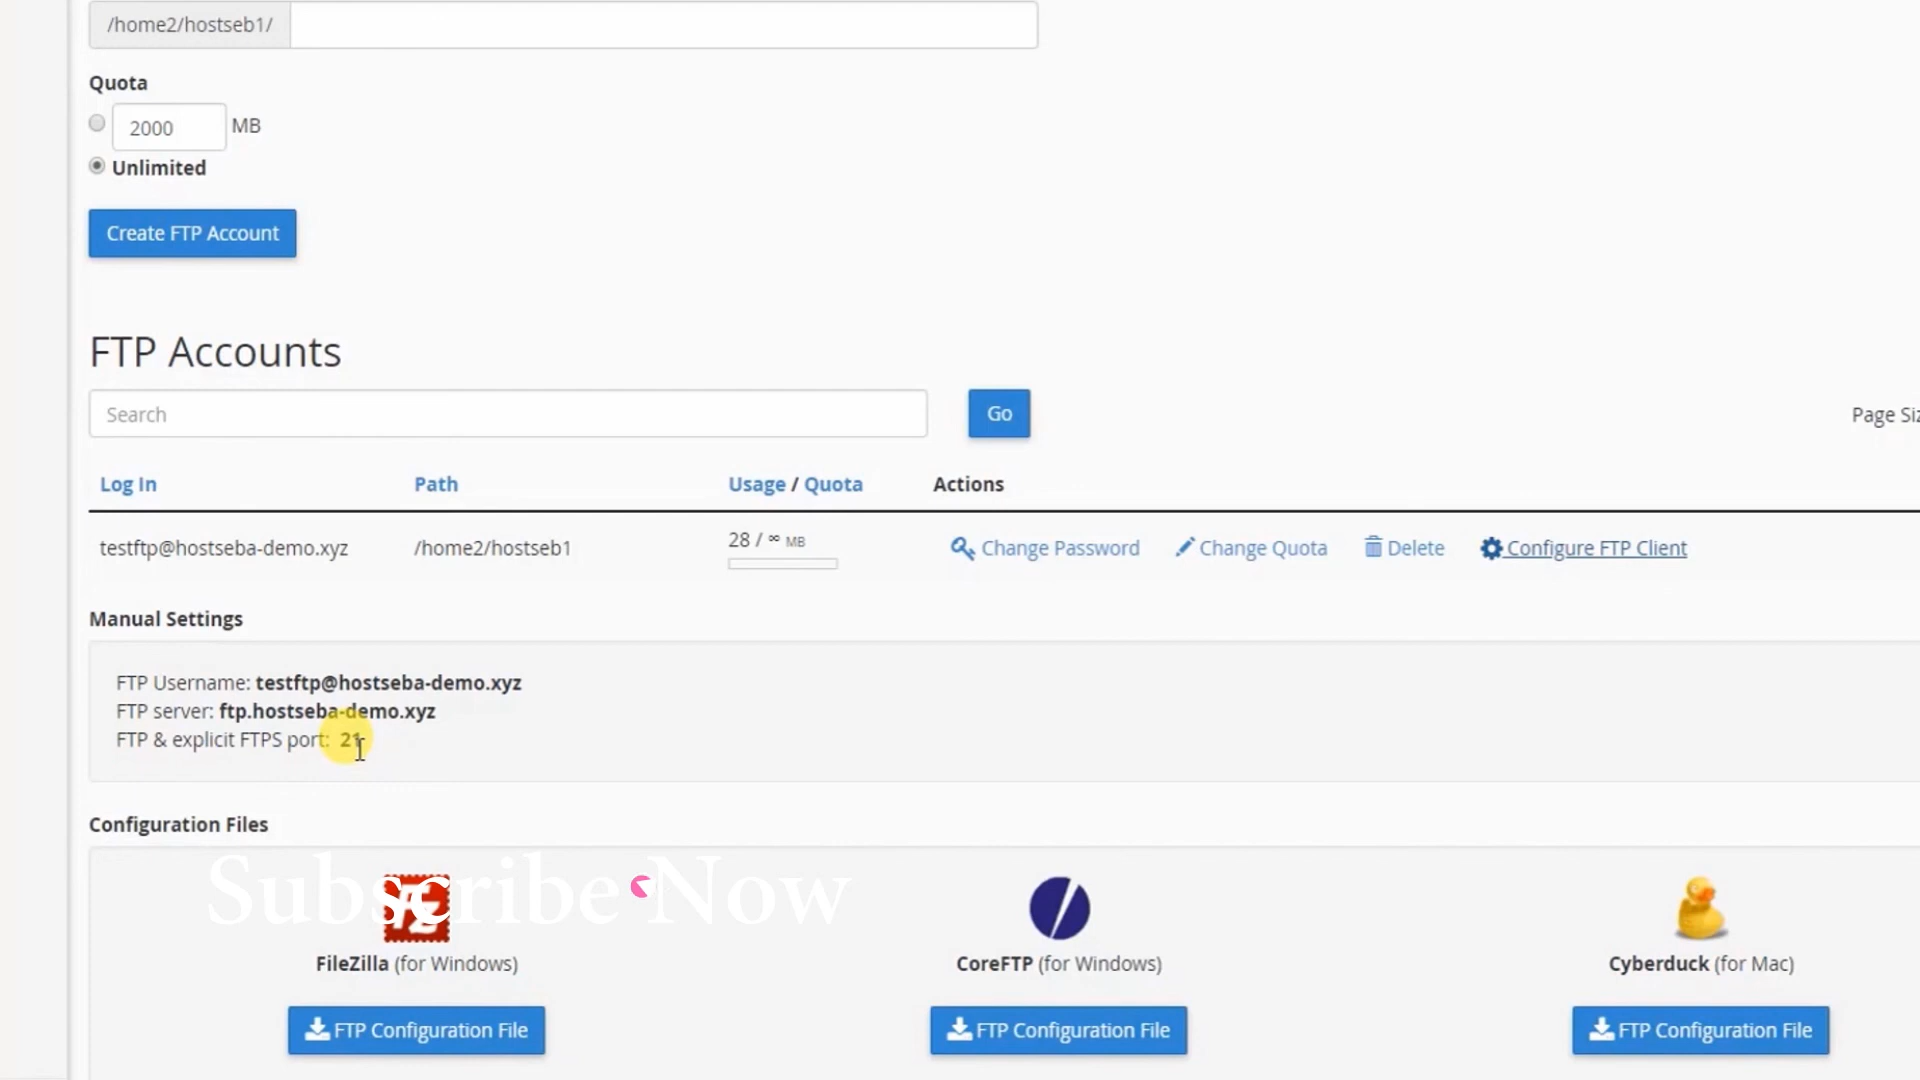 /home2/hostseb1/
Quota
2000 MB
Unlimited
Create FTP Account
FTP Accounts
Search Go Page
Log In Path Usage / Quota Actions
testftp@hostseba-demo.xyz /home2/hostseb1 28 / ∞ MB Change Password Change Quota Delete Configure FTP Client
Manual Settings
FTP Username: testftp@hostseba-demo.xyz
FTP server: ftp.hostseba-demo.xyz
FTP & explicit FTPS port: 21
Configuration Files
Subscribe Now
FileZilla (for Windows) CoreFTP (for Windows) Cyberduck (for Mac)
FTP Configuration File FTP Configuration File FTP Configuration File